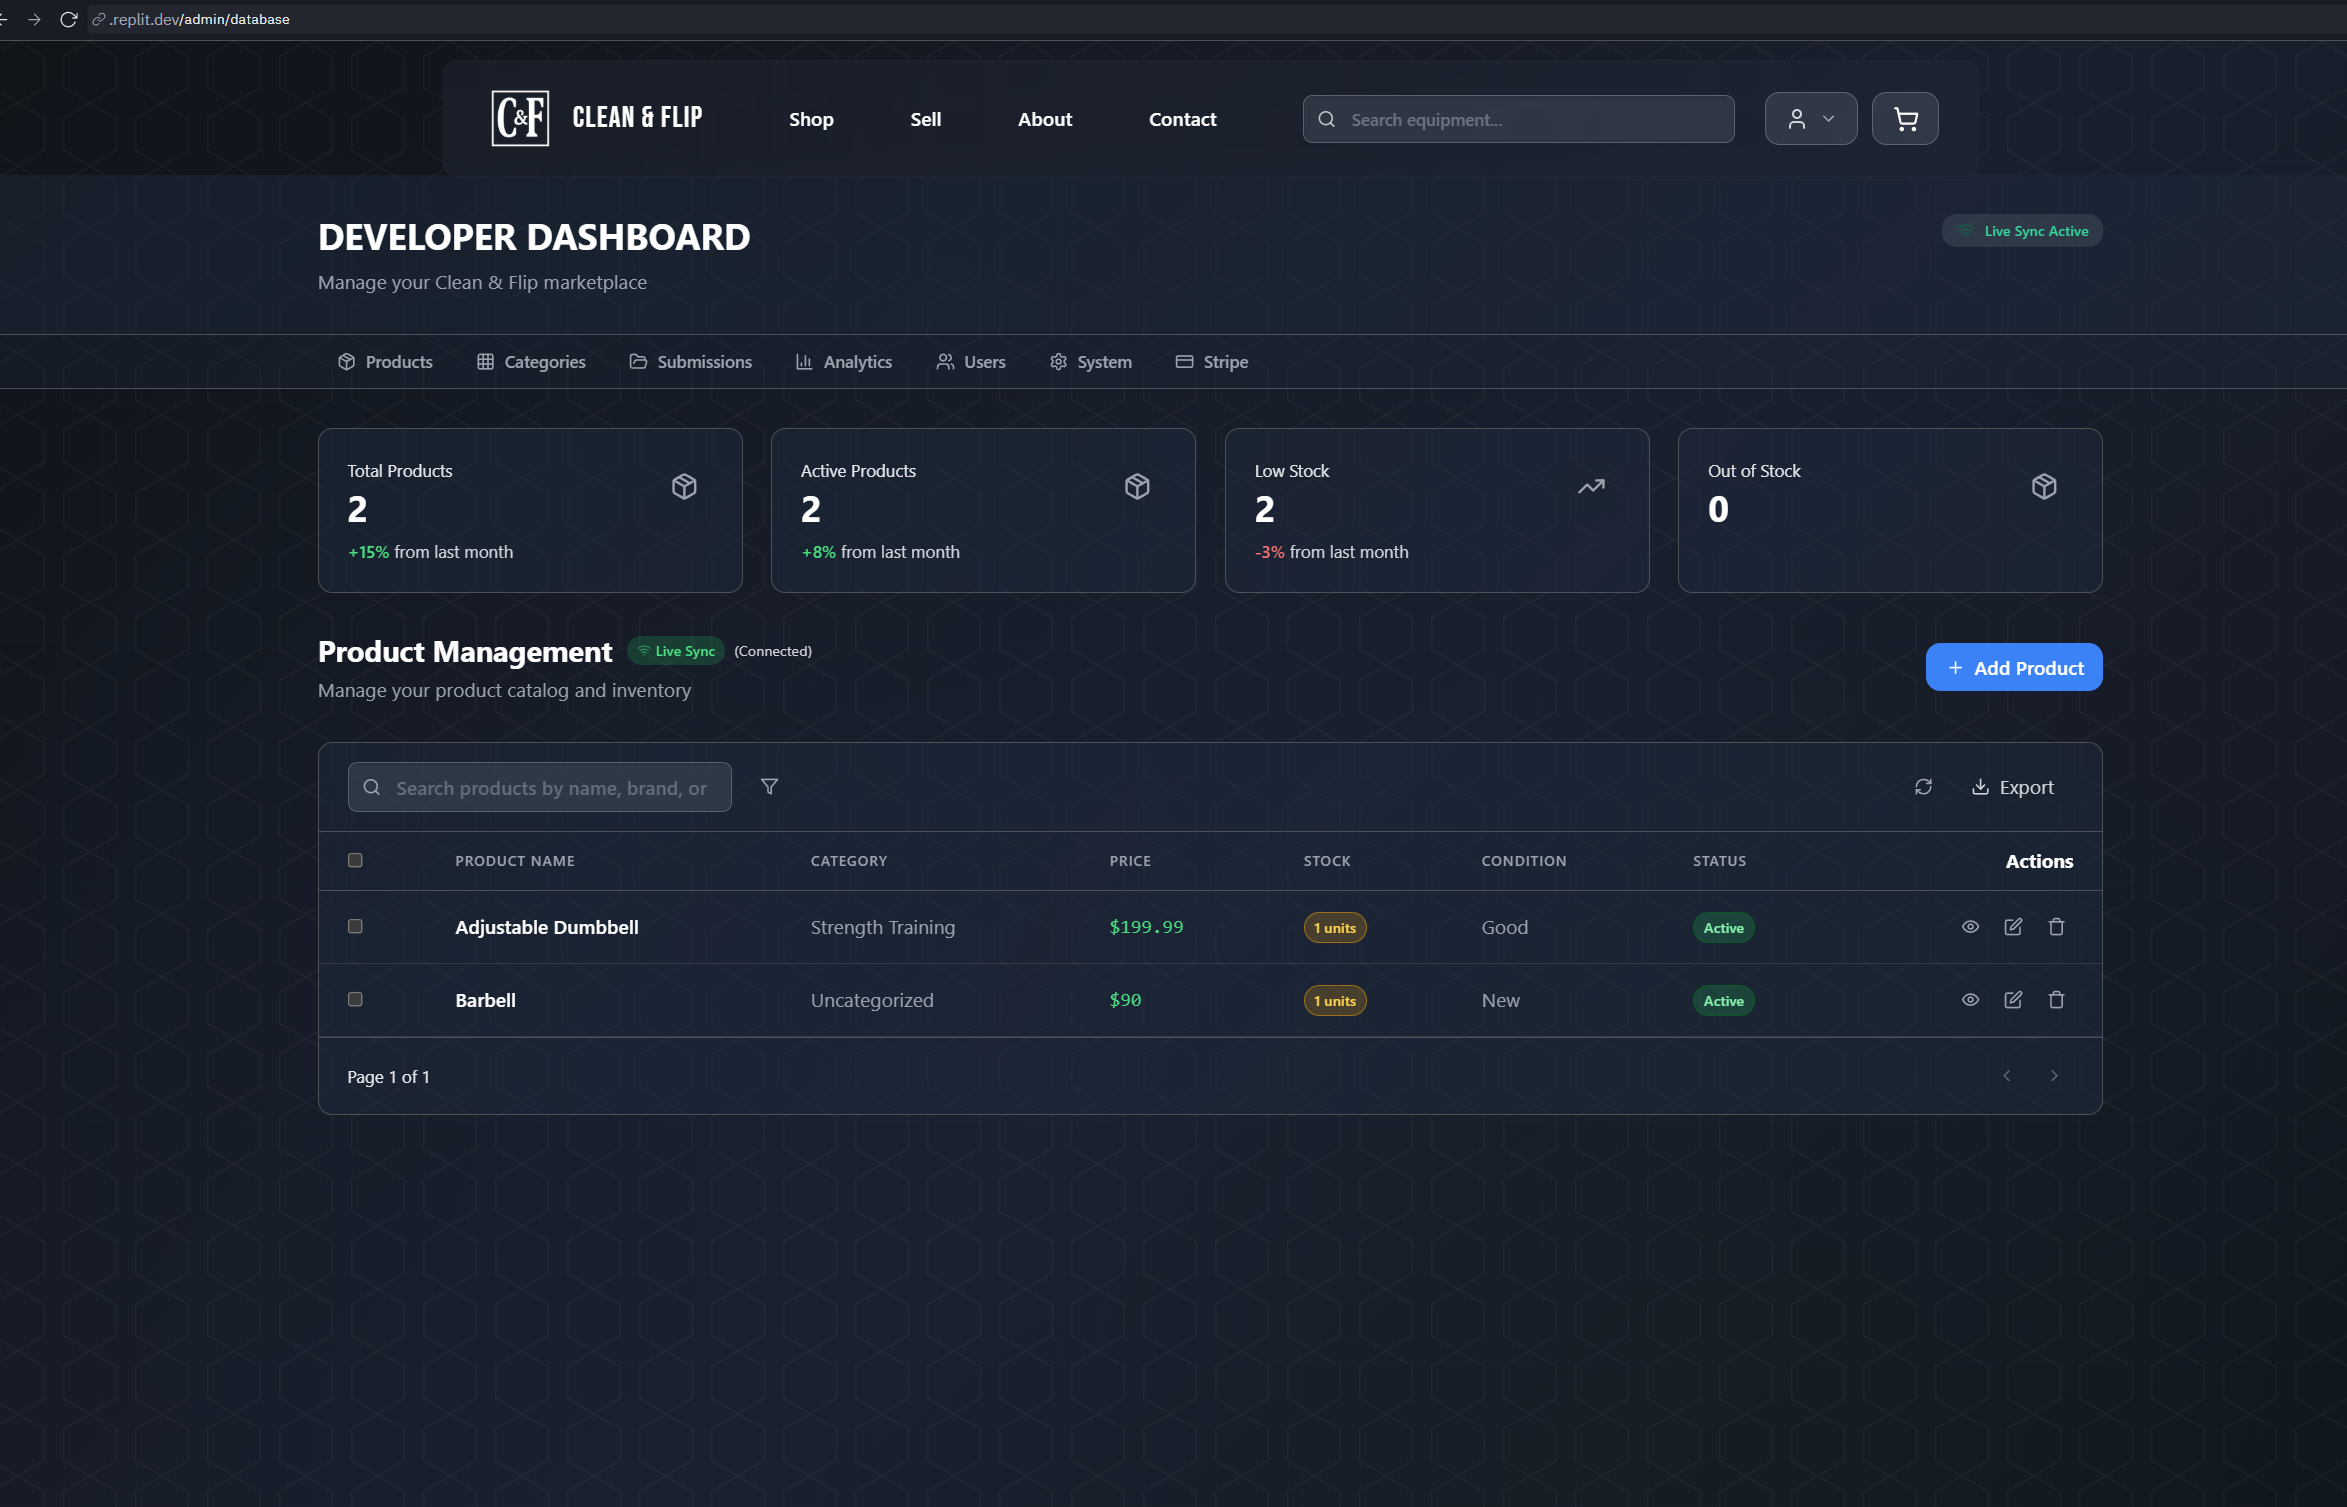 .replit.dev/admin/database
C&F
CLEAN & FLIP
Shop
Sell
About
Contact
Search equipment...
DEVELOPER DASHBOARD
Live Sync Active
Manage your Clean & Flip marketplace
Products
Categories
Submissions
Analytics
Users
System
Stripe
Total Products
2
+15% from last month
Active Products
2
+8% from last month
Low Stock
2
-3% from last month
Out of Stock
0
Product Management
Live Sync
(Connected)
Manage your product catalog and inventory
Add Product
Search products by name, brand, or
Export
PRODUCT NAME CATEGORY PRICE STOCK CONDITION STATUS Actions
Adjustable Dumbbell Strength Training $199.99 1 units Good Active
Barbell Uncategorized $90 1 units New Active
Page 1 of 1